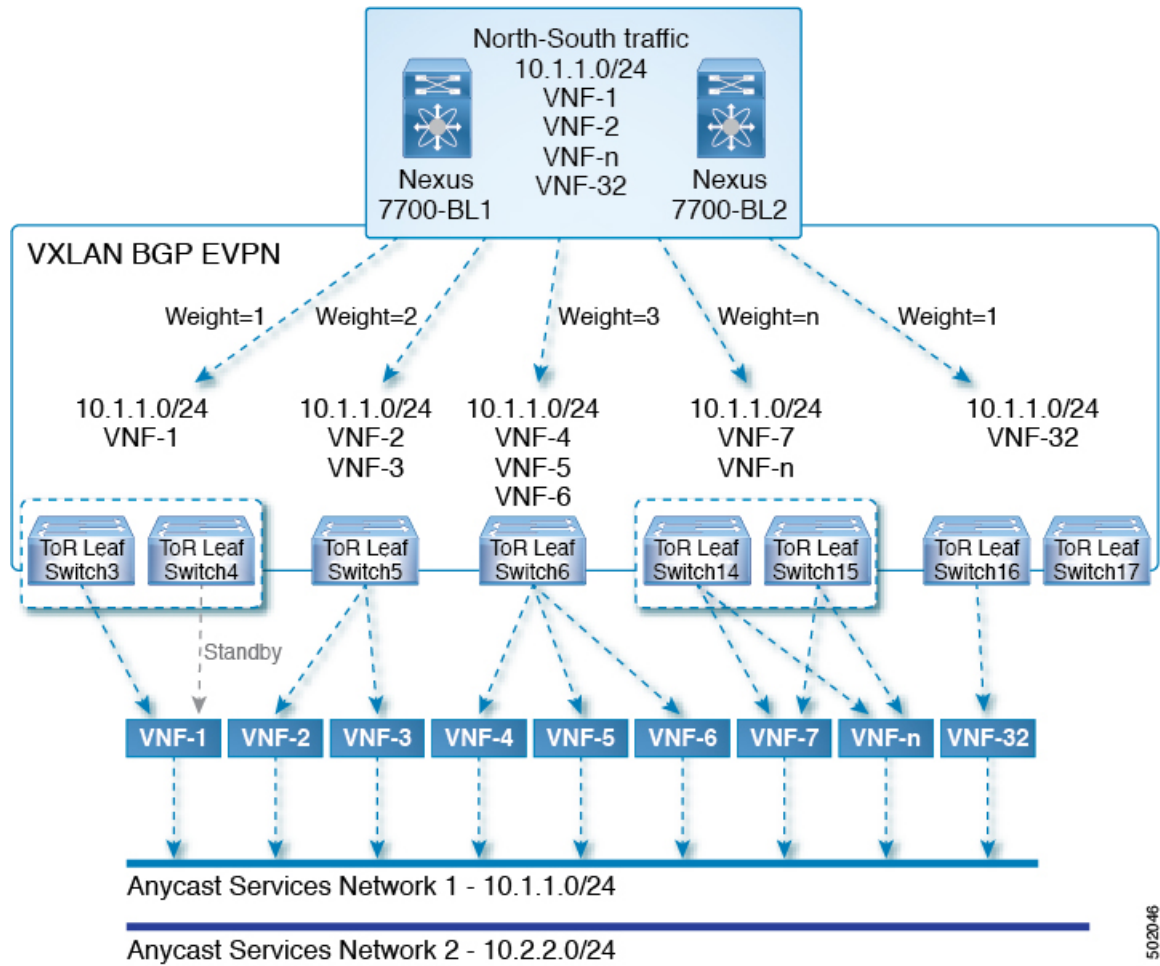 North-South traffic
10.1.1.0/24
VNF-1
VNF-2
VNF-n
VNF-32
Nexus
7700-BL1
Nexus
7700-BL2
VXLAN BGP EVPN
Weight=1
Weight=2
Weight=3
Weight=n
Weight=1
10.1.1.0/24
VNF-1
10.1.1.0/24
VNF-2
VNF-3
10.1.1.0/24
VNF-4
VNF-5
VNF-6
10.1.1.0/24
VNF-7
VNF-n
10.1.1.0/24
VNF-32
ToR Leaf
Switch3
ToR Leaf
Switch4
ToR Leaf
Switch5
ToR Leaf
Switch6
ToR Leaf
Switch14
ToR Leaf
Switch15
ToR Leaf
Switch16
ToR Leaf
Switch17
Standby
VNF-1
VNF-2
VNF-3
VNF-4
VNF-5
VNF-6
VNF-7
VNF-n
VNF-32
Anycast Services Network 1 - 10.1.1.0/24
Anycast Services Network 2 - 10.2.2.0/24
502046